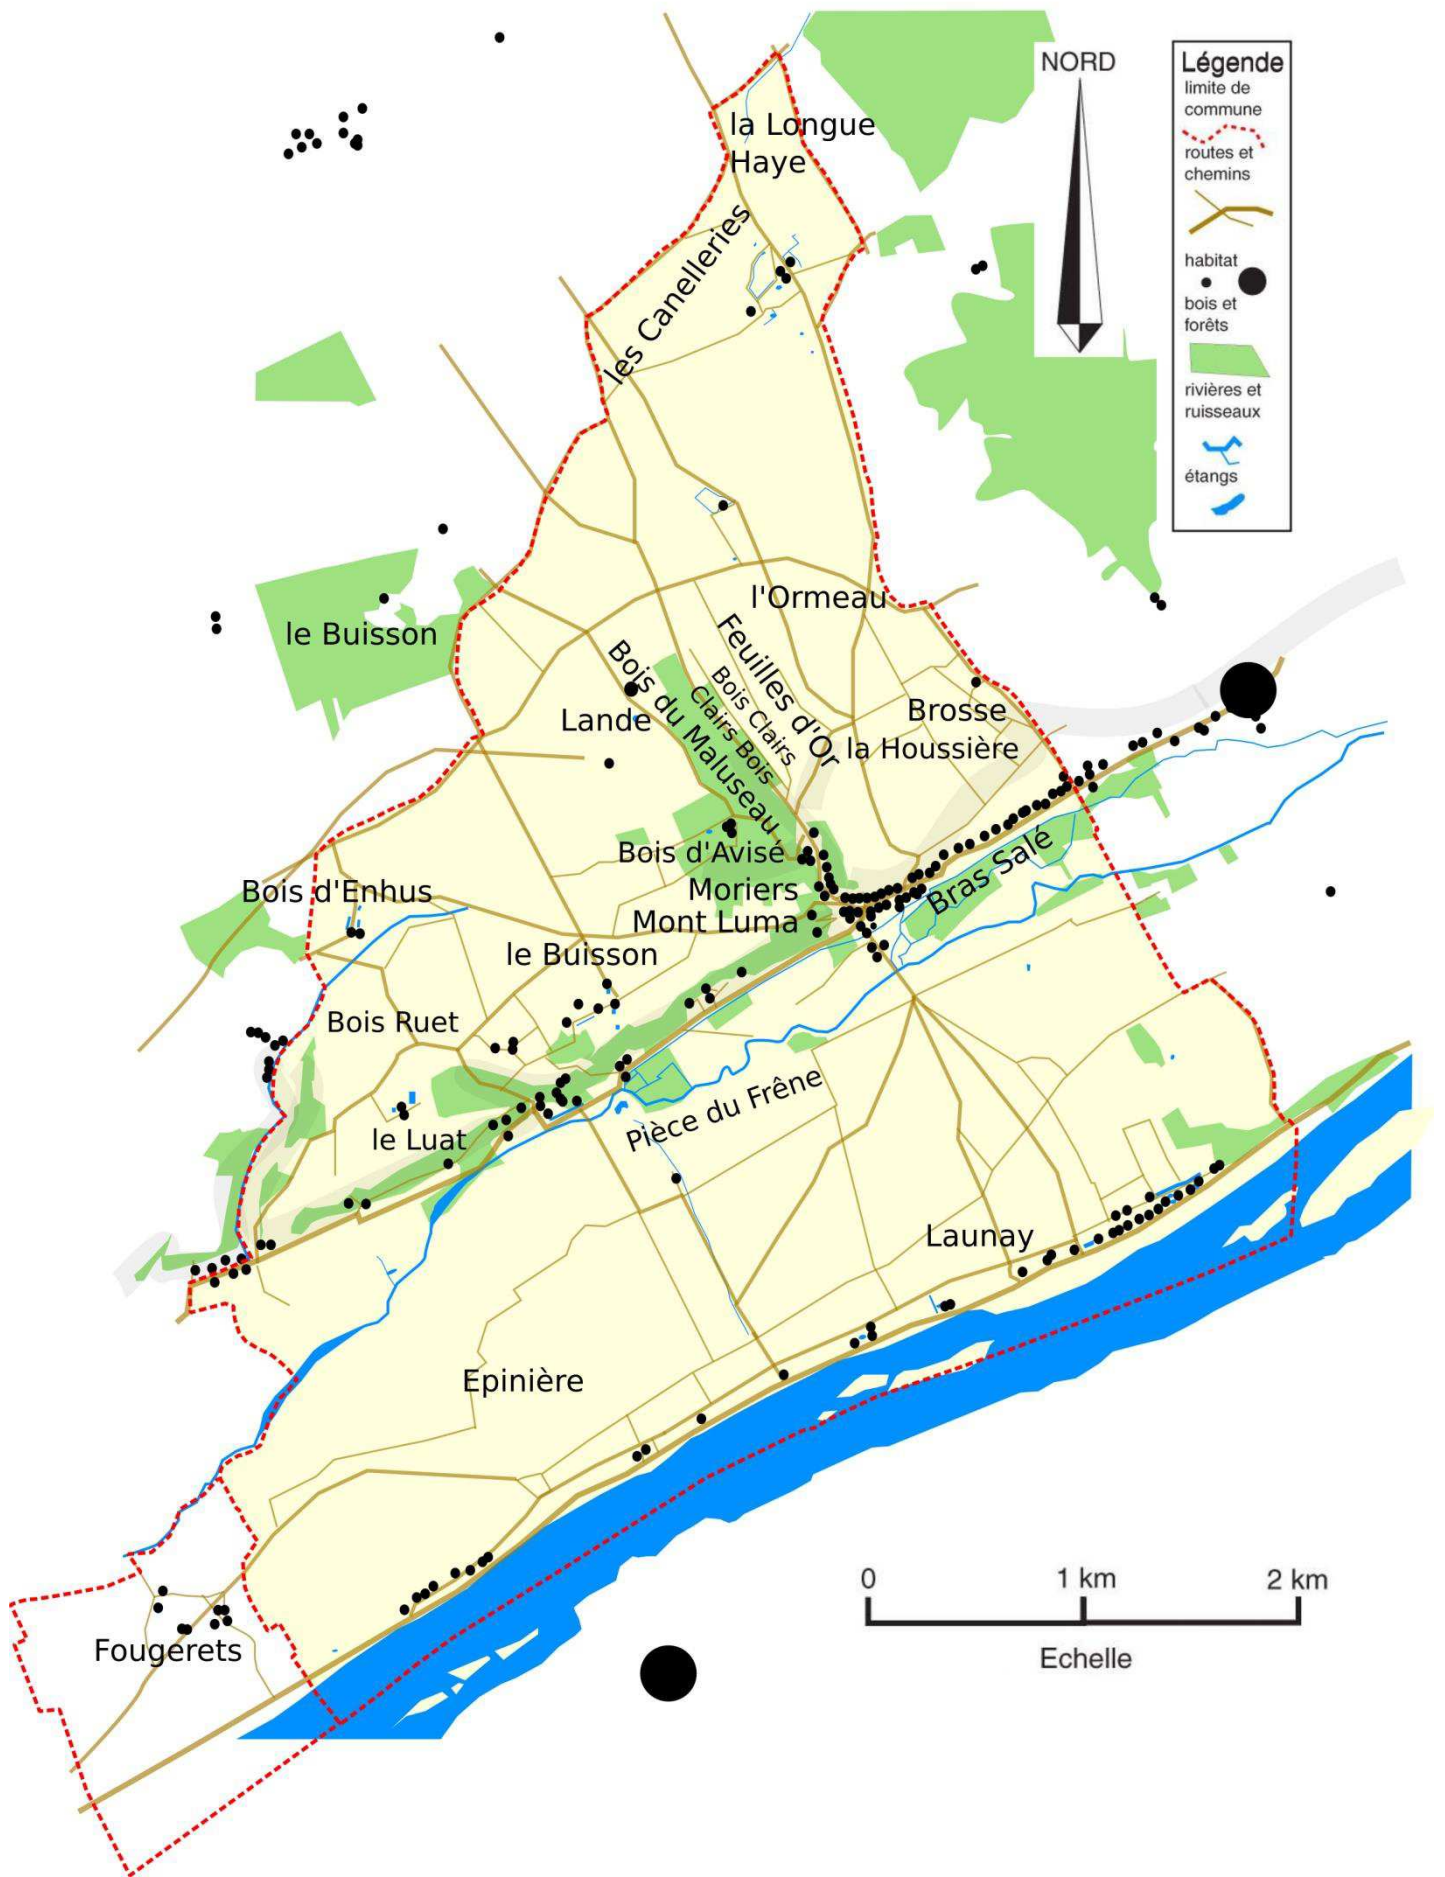 NORD
Légende
limite de
commune
routes et
chemins
habitat
bois et
forêts
rivières et
ruisseaux
étangs
la Longue
Haye
les Canelleries
l'Ormeau
le Buisson
Feuilles d'Or
Bois Clairs
Clairs Bois
Bois du Maluseau
Lande
Brosse
la Houssière
Bois d'Avisé
Moriers
Mont Luma
Bras Salé
Bois d'Enhus
le Buisson
Bois Ruet
Pièce du Frêne
le Luat
Launay
Epinière
Fougerets
0 1 km 2 km
Echelle